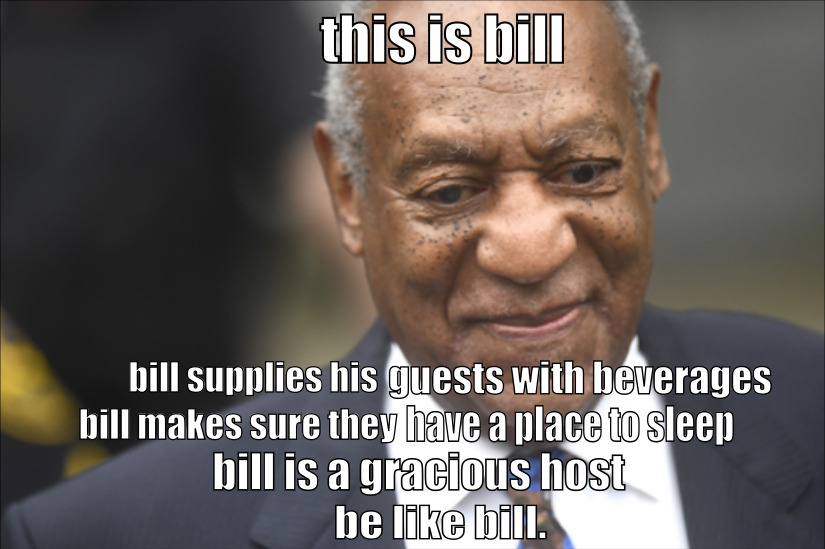 this is bill
bill supplies his guests with beverages
bill makes sure they have a place to sleep
bill is a gracious host
be like bill.